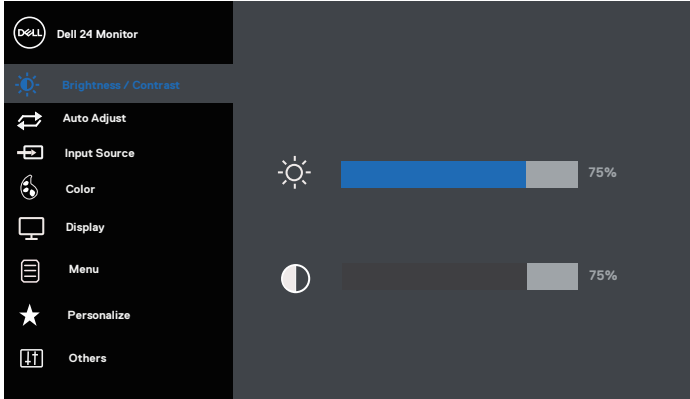 DELL
Dell 24 Monitor
Brightness / Contrast
Auto Adjust
Input Source
Color
Display
Menu
Personalize
Others
75%
75%